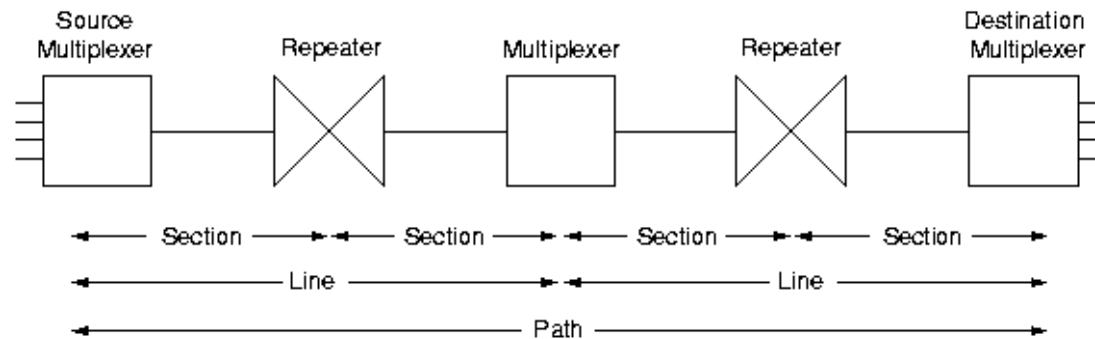 Source
Multiplexer
Repeater
Multiplexer
Repeater
Destination
Multiplexer
Section
Section
Section
Section
Line
Line
Path